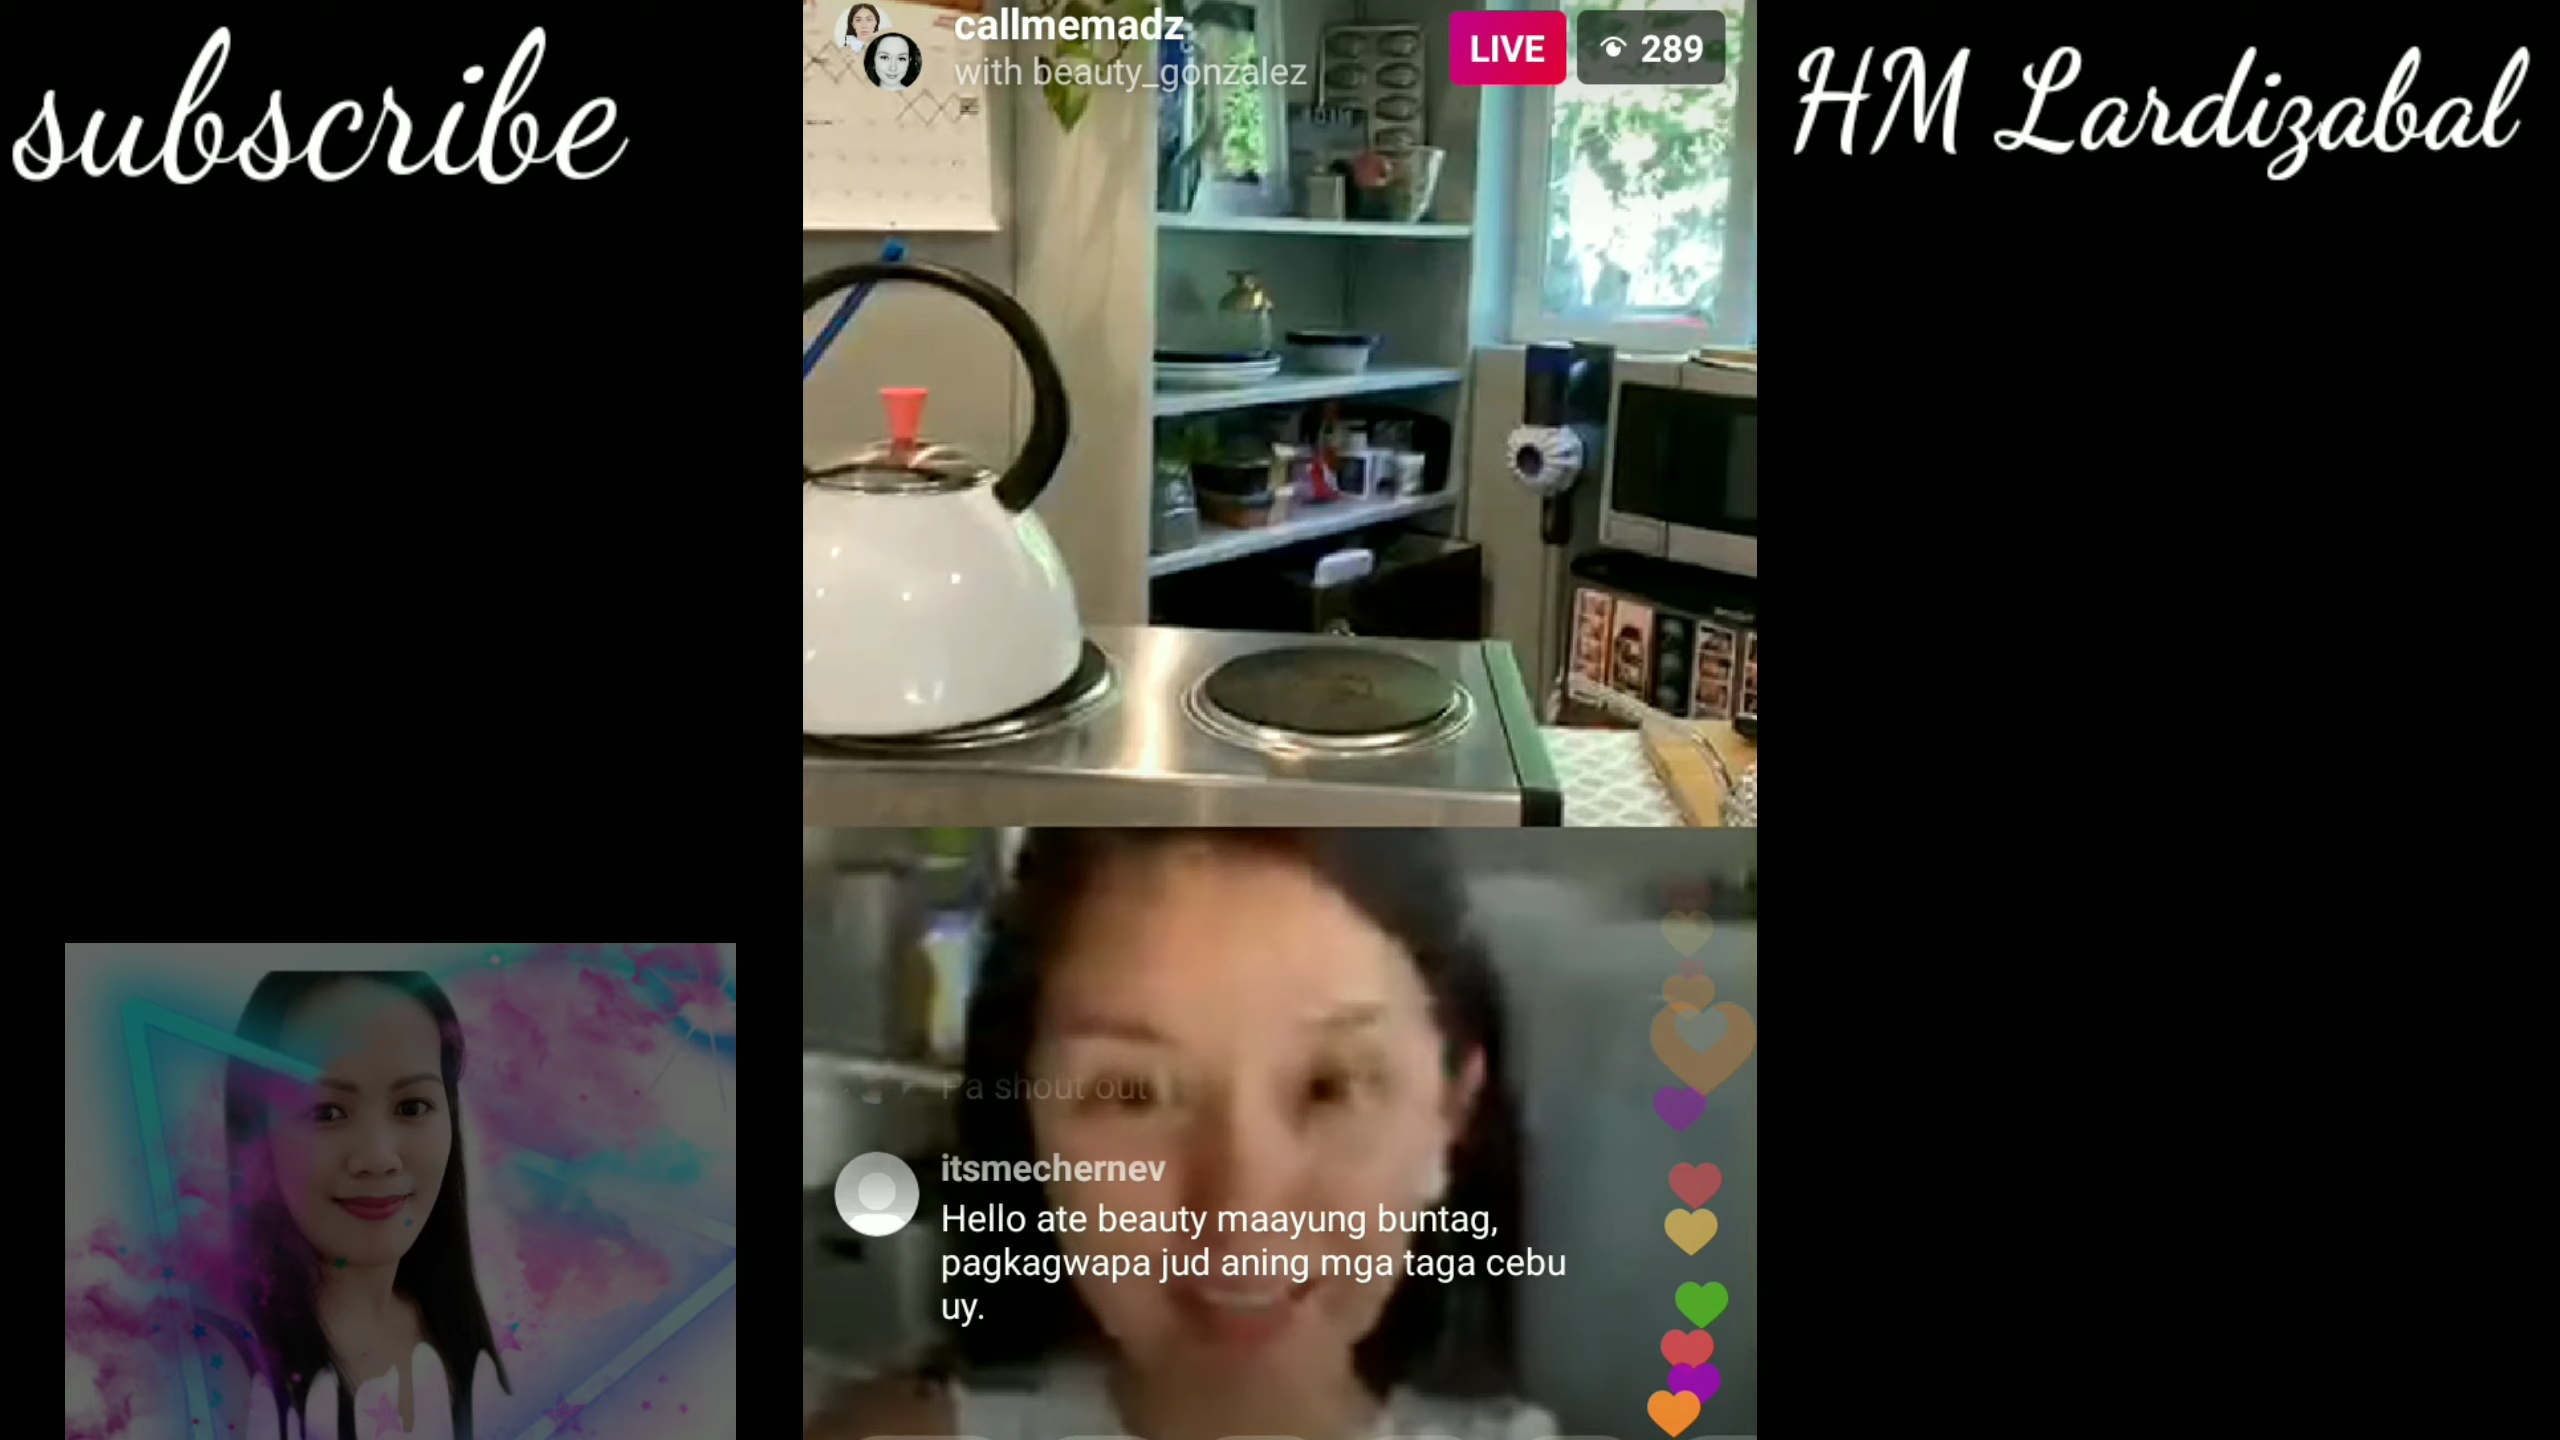 subscribe
callmemadz
with beauty_gonzalez
LIVE
289
HM Lardizabal
Pa shout out
itsmechernev
Hello ate beauty maayung buntag,
pagkagwapa jud aning mga taga cebu
uy.